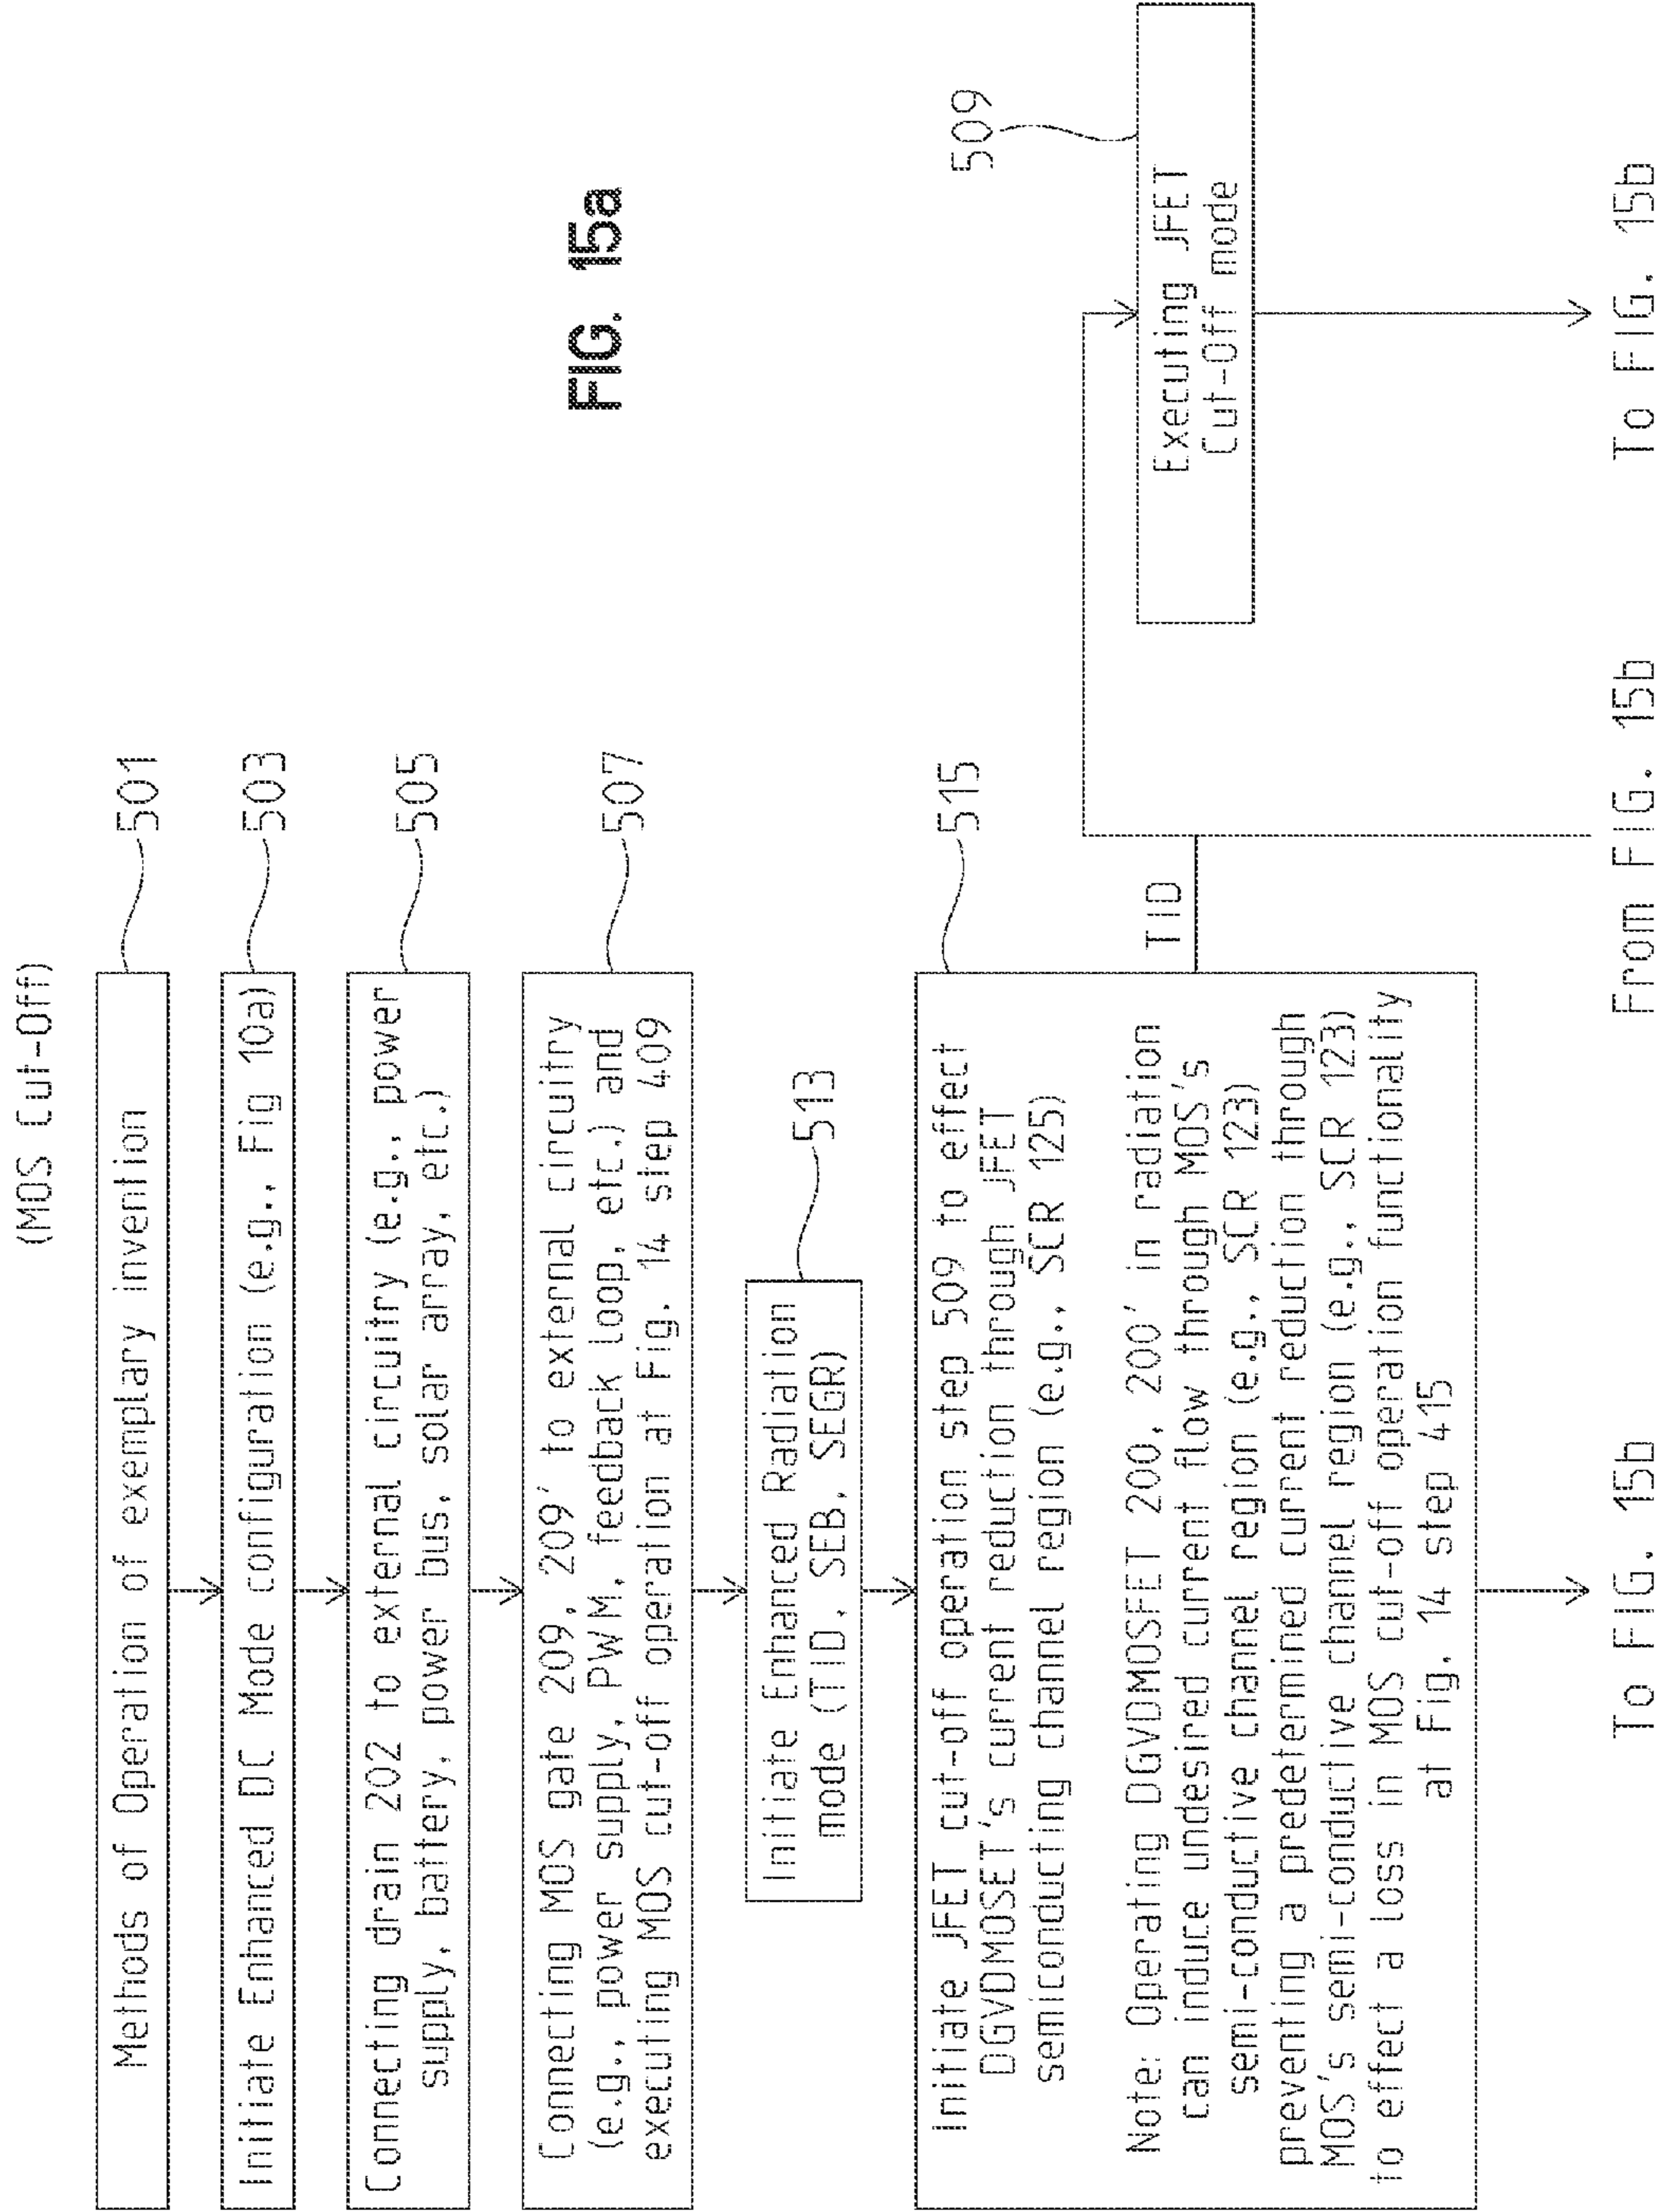 (MOS Cut-Off)
Methods of Operation of exemplary invention
501
Initiate Enhanced DC Mode configuration (e.g., Fig 10a)
503
Connecting drain 202 to external circuitry (e.g., power
supply, battery, power bus, solar array, etc.)
505
Connecting MOS gate 209, 209' to external circuitry
(e.g., power supply, PWM, feedback loop, etc.) and
executing MOS cut-off operation at Fig. 14 step 409
507
Initiate Enhanced Radiation
mode (TID, SEB, SEGR)
513
Initiate JFET cut-off operation step 509 to effect
DGVDMOSET's current reduction through JFET
semiconducting channel region (e.g., SCR 125)
Note: Operating DGVDMOSFET 200, 200' in radiation
can induce undesired current flow through MOS's
semi-conductive channel region (e.g., SCR 123)
preventing a predetermined current reduction through
MOS's semi-conductive channel region (e.g., SCR 123)
to effect a loss in MOS cut-off operation functionality
at Fig. 14 step 415
515
TID
Executing JFET
Cut-Off mode
509
FIG. 15a
To FIG. 15b
From FIG. 15b
To FIG. 15b